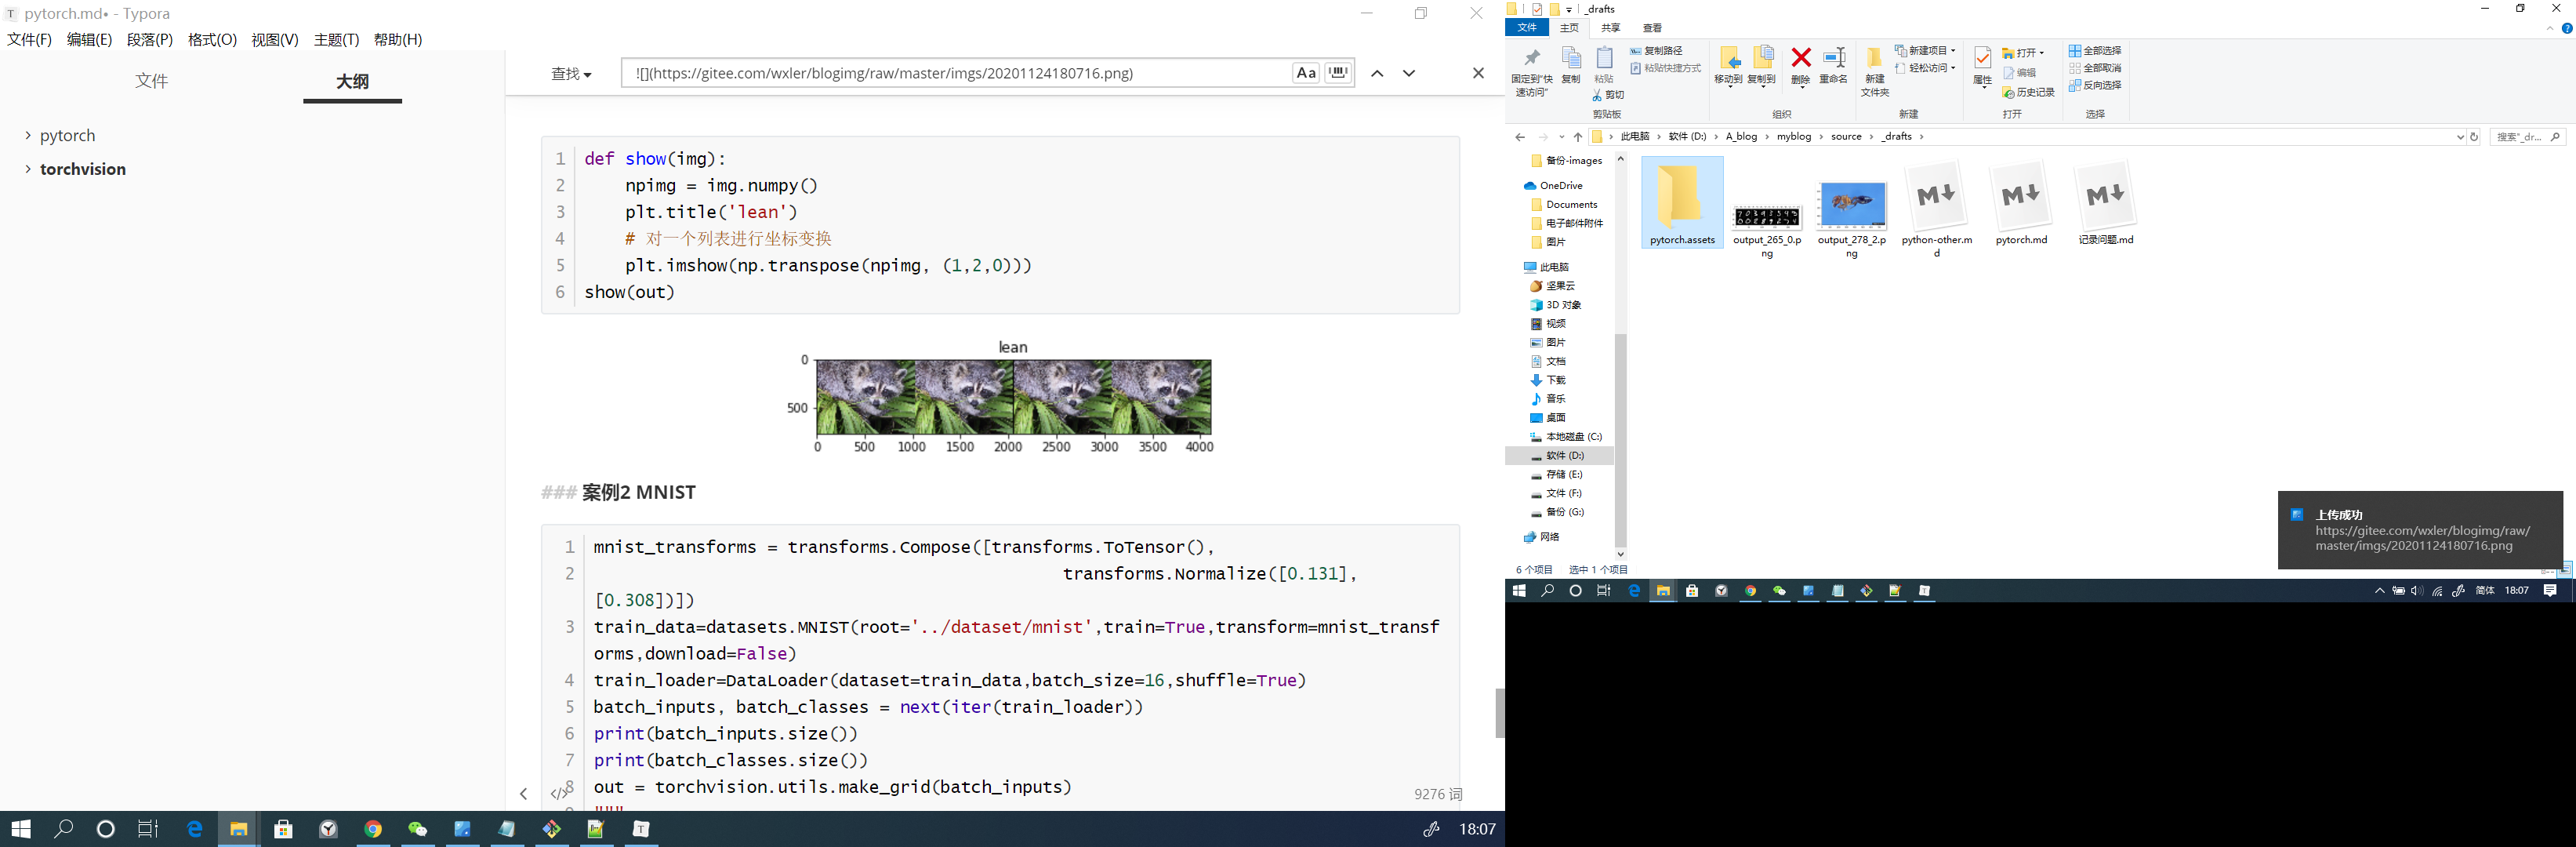 pytorch.md• - Typora
文件(F) 编辑(E) 段落(P) 格式(O) 视图(V) 主题(T) 帮助(H)
文件 大纲
pytorch
torchvision
查找 ![](https://gitee.com/wxler/blogimg/raw/master/imgs/20201124180716.png) Aa
1 def show(img):
2 npimg = img.numpy()
3 plt.title('lean')
4 # 对一个列表进行坐标变换
5 plt.imshow(np.transpose(npimg, (1,2,0)))
6 show(out)
lean
0
500
0 500 1000 1500 2000 2500 3000 3500 4000
### 案例2 MNIST
1 mnist_transforms = transforms.Compose([transforms.ToTensor(),
2 transforms.Normalize([0.131],
[0.308])])
3 train_data=datasets.MNIST(root='../dataset/mnist',train=True,transform=mnist_transf
orms,download=False)
4 train_loader=DataLoader(dataset=train_data,batch_size=16,shuffle=True)
5 batch_inputs, batch_classes = next(iter(train_loader))
6 print(batch_inputs.size())
7 print(batch_classes.size())
8 out = torchvision.utils.make_grid(batch_inputs)
9276 词
18:07
_drafts
文件 主页 共享 查看
固定到"快速访问"
复制
粘贴
复制路径
粘贴快捷方式
剪切
剪贴板
移动到 复制到 删除 重命名
组织
新建文件夹
新建项目
轻松访问
新建
属性
打开
编辑
历史记录
打开
全部选择
全部取消
反向选择
选择
此电脑 › 软件 (D:) › A_blog › myblog › source › _drafts ›
搜索"_dr...
备份-images
OneDrive
Documents
电子邮件附件
图片
此电脑
坚果云
3D 对象
视频
图片
文档
下载
音乐
桌面
本地磁盘 (C:)
软件 (D:)
存储 (E:)
文件 (F:)
备份 (G:)
网络
pytorch.assets
output_265_0.png
output_278_2.png
python-other.md
pytorch.md
记录问题.md
6 个项目 选中 1 个项目
上传成功
https://gitee.com/wxler/blogimg/raw/
master/imgs/20201124180716.png
简体 18:07